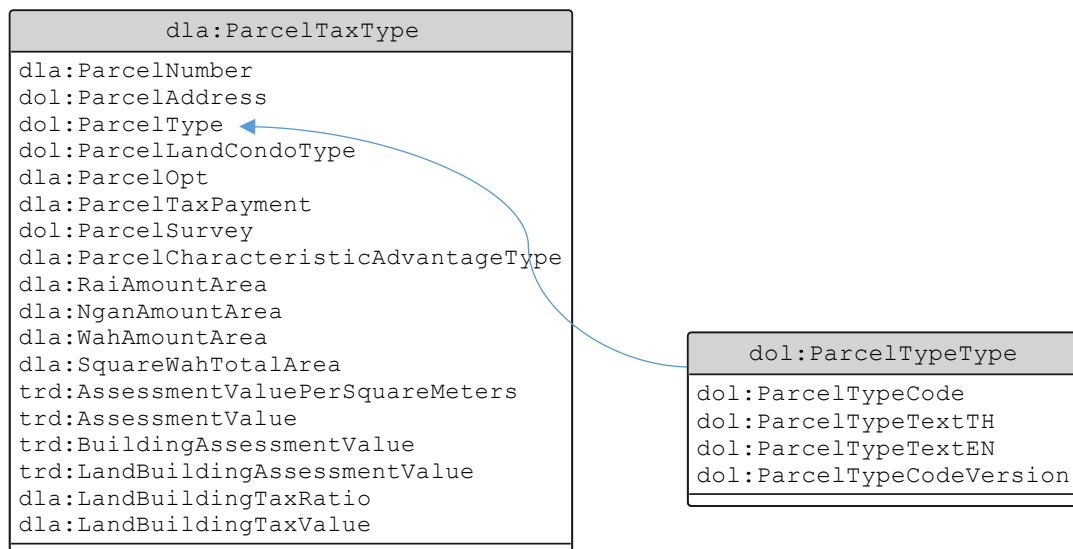 dla:ParcelTaxType
dla:ParcelNumber
dol:ParcelAddress
dol:ParcelType
dol:ParcelLandCondoType
dla:ParcelOpt
dla:ParcelTaxPayment
dol:ParcelSurvey
dla:ParcelCharacteristicAdvantageType
dla:RaiAmountArea
dla:NganAmountArea
dla:WahAmountArea
dla:SquareWahTotalArea
trd:AssessmentValuePerSquareMeters
trd:AssessmentValue
trd:BuildingAssessmentValue
trd:LandBuildingAssessmentValue
dla:LandBuildingTaxRatio
dla:LandBuildingTaxValue
dol:ParcelTypeType
dol:ParcelTypeCode
dol:ParcelTypeTextTH
dol:ParcelTypeTextEN
dol:ParcelTypeCodeVersion